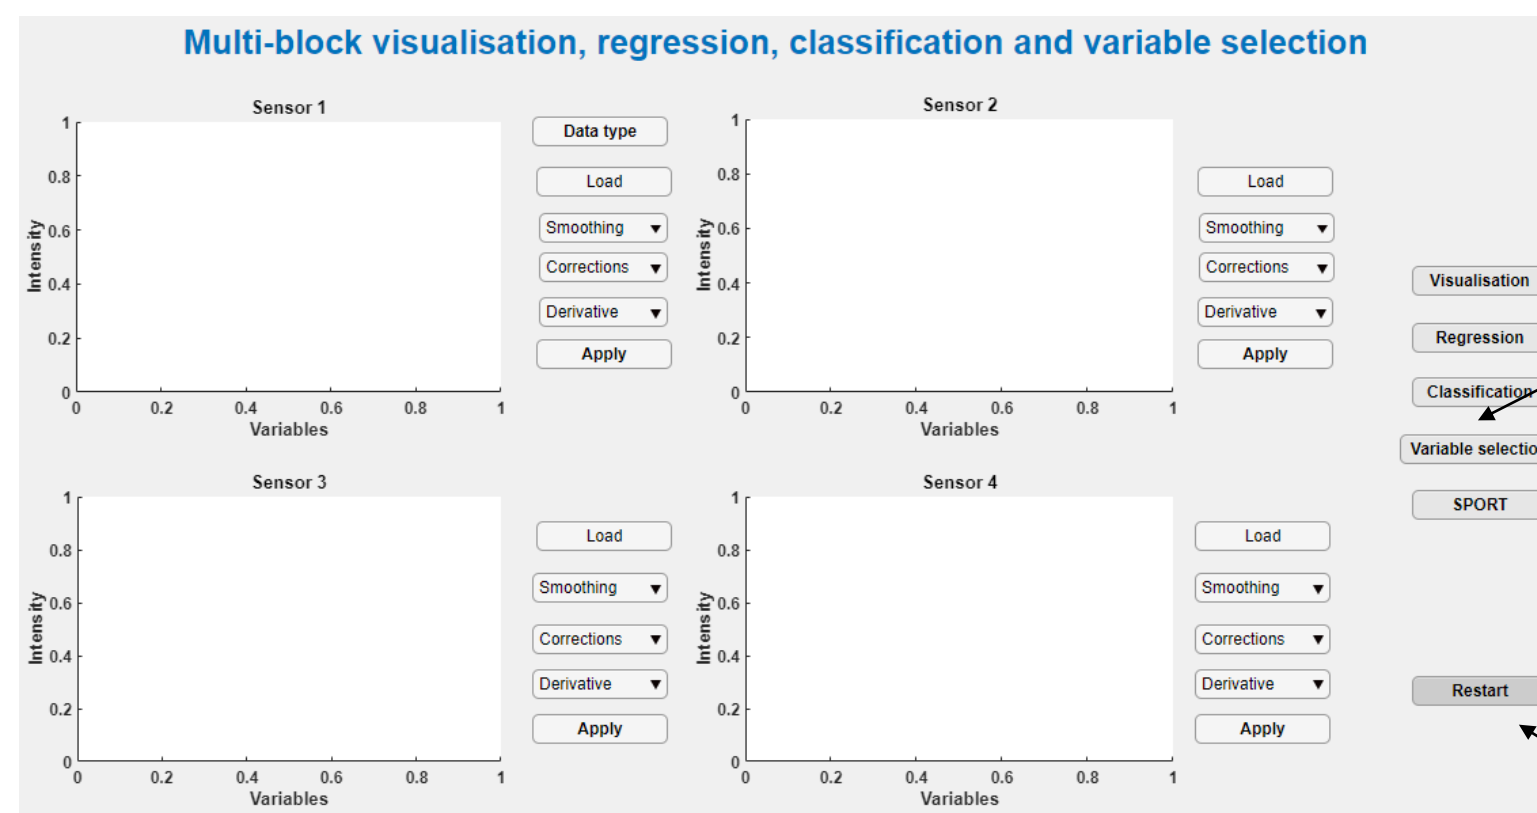 Multi-block visualisation, regression, classification and variable selection
Sensor 1
1
0.8
0.6
0.4
0.2
0
Intensity
0 0.2 0.4 0.6 0.8 1
Variables
Data type
Load
Smoothing
Corrections
Derivative
Apply
Sensor 2
1
0.8
0.6
0.4
0.2
0
Intensity
0 0.2 0.4 0.6 0.8 1
Variables
Load
Smoothing
Corrections
Derivative
Apply
Sensor 3
1
0.8
0.6
0.4
0.2
0
Intensity
0 0.2 0.4 0.6 0.8 1
Variables
Load
Smoothing
Corrections
Derivative
Apply
Sensor 4
1
0.8
0.6
0.4
0.2
0
Intensity
0 0.2 0.4 0.6 0.8 1
Variables
Load
Smoothing
Corrections
Derivative
Apply
Visualisation
Regression
Classification
Variable selectio
SPORT
Restart